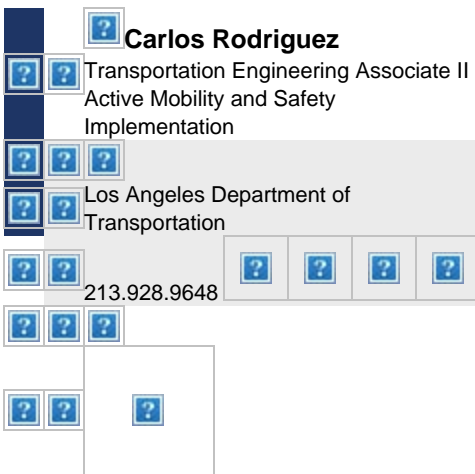 Carlos Rodriguez
Transportation Engineering Associate II
Active Mobility and Safety
Implementation
Los Angeles Department of
Transportation
213.928.9648